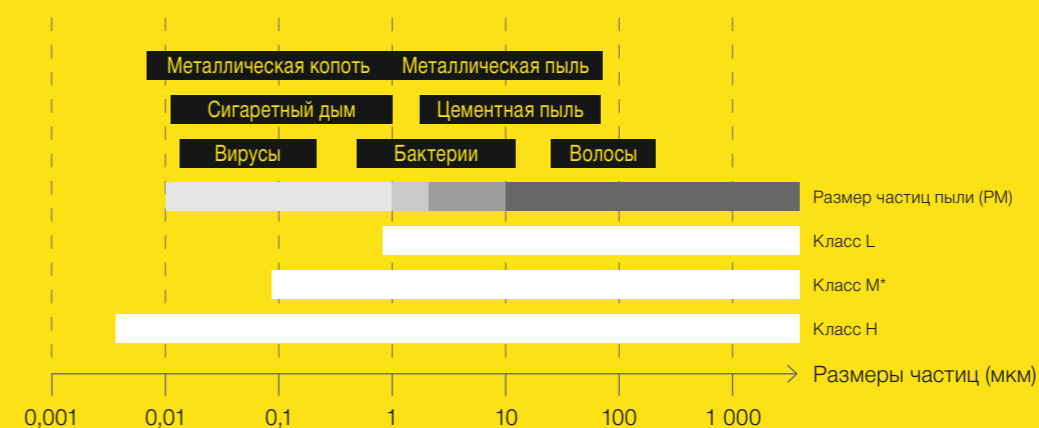 Металлическая копоть Металлическая пыль
Сигаретный дым Цементная пыль
Вирусы Бактерии Волосы
Размер частиц пыли (PM)
Класс L
Класс M*
Класс H
Размеры частиц (мкм)
0,001 0,01 0,1 1 10 100 1 000